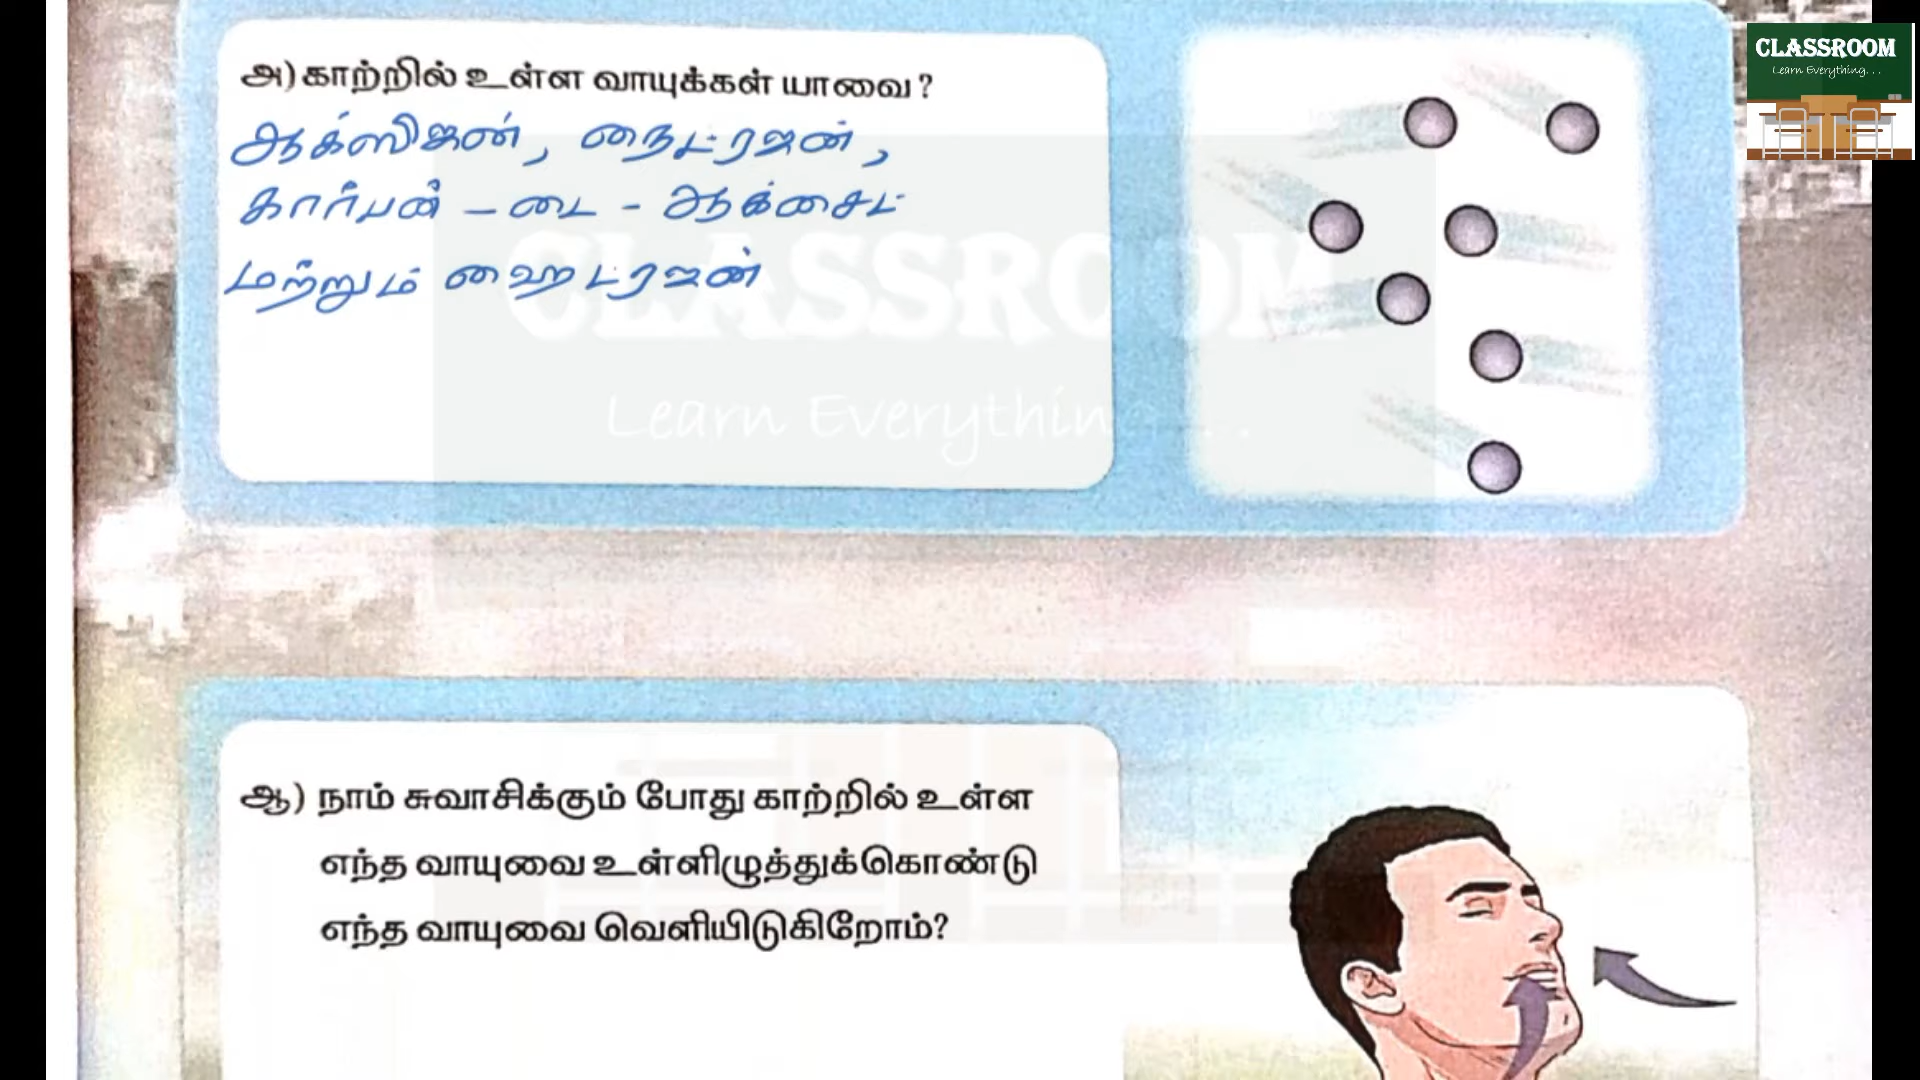 அ) காற்றில் உள்ள வாயுக்கள் யாவை?
ஆக்ஸிஜன், நைட்ரஜன்,
கார்பன் – டை - ஆக்சைட்
மற்றும் ஹைட்ரஜன்
CLASSROOM
Learn Everything...
CLASSROOM
Learn Everything...
ஆ) நாம் சுவாசிக்கும் போது காற்றில் உள்ள
எந்த வாயுவை உள்ளிழுத்துக்கொண்டு
எந்த வாயுவை வெளியிடுகிறோம்?